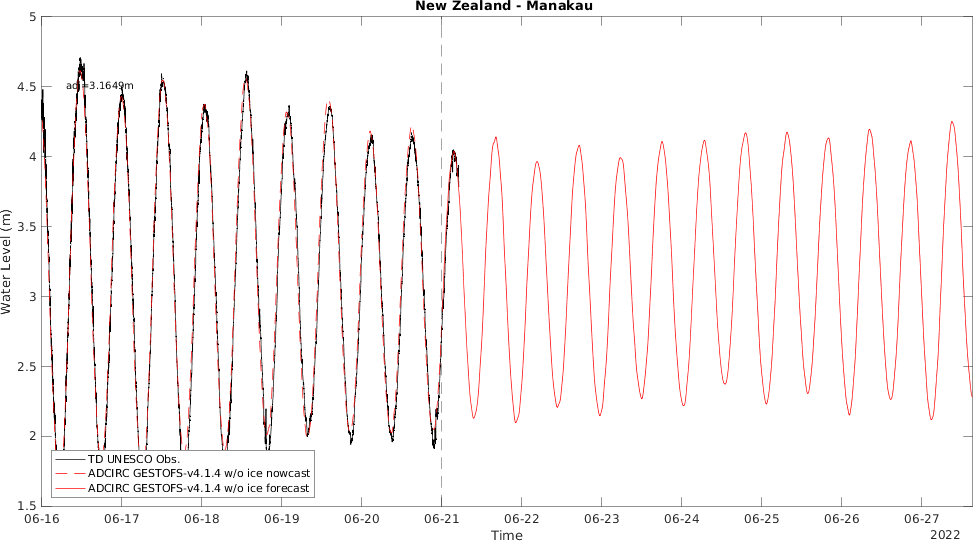 New Zealand - Manakau
5
4.5
4
3.5
3
2.5
2
1.5
Water Level (m)
adj=3.1649m
TD UNESCO Obs.
ADCIRC GESTOFS-v4.1.4 w/o ice nowcast
ADCIRC GESTOFS-v4.1.4 w/o ice forecast
06-16 06-17 06-18 06-19 06-20 06-21 06-22 06-23 06-24 06-25 06-26 06-27
2022
Time